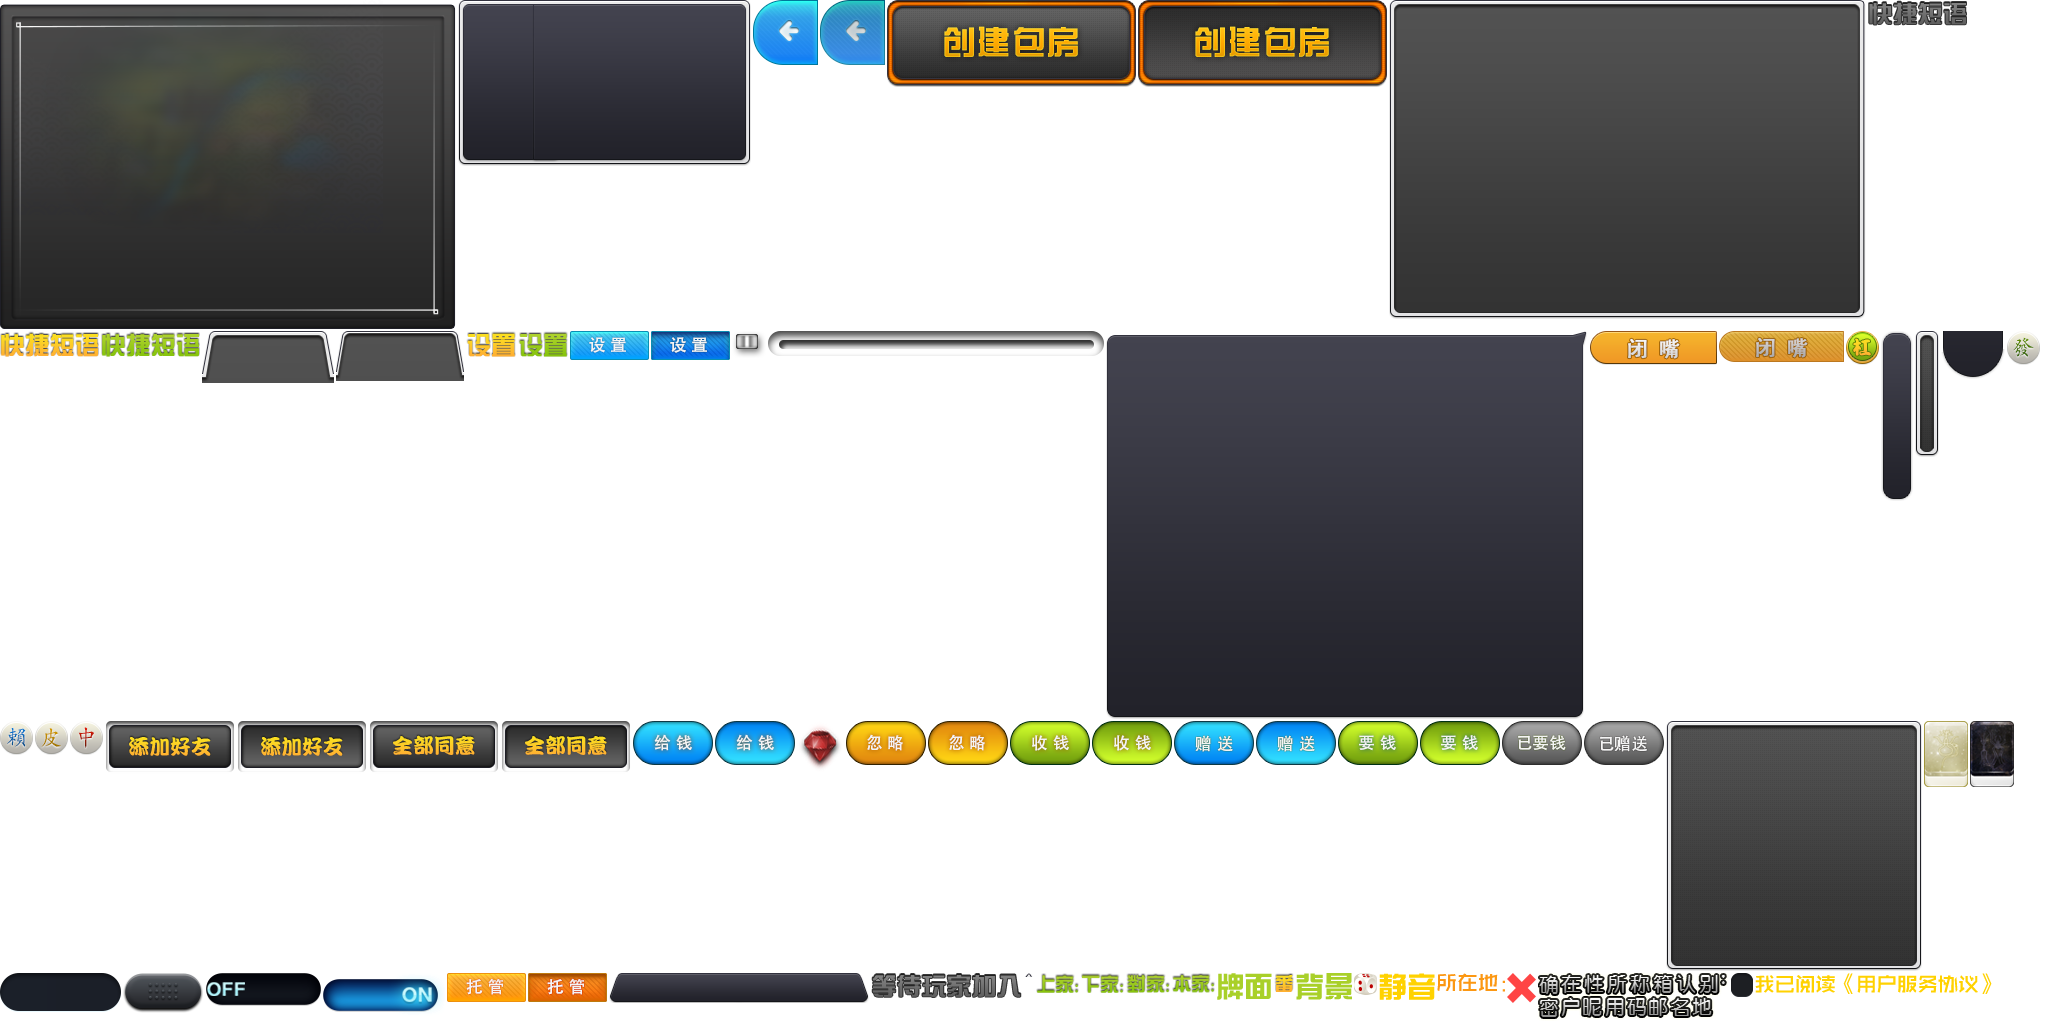 创建包房
创建包房
快捷短语
快捷短语
快捷短语
设置
设置
设置
设置
闭嘴
闭嘴
杠
發
賴
皮
中
添加好友
添加好友
全部同意
全部同意
给钱
给钱
忽略
忽略
收钱
收钱
赠送
赠送
要钱
要钱
已要钱
已赠送
OFF
ON
托管
托管
等待玩家加入
上家:
下家:
对家:
本家:
牌面
番
背景
静音
所在地:
确在性所称箱认别:
密户昵用码邮名地
我已阅读《用户服务协议》